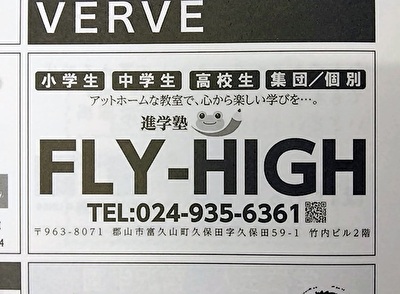 VERVE
小学生 中学生 高校生 集団/個別
アットホームな教室で、心から楽しい学びを…。
進学塾
FLY-HIGH
TEL:024-935-6361
〒963-8071 郡山市富久山町久保田字久保田59-1 竹内ビル2階
4